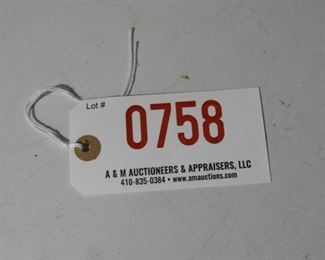 Lot #
0758
A & M AUCTIONEERS & APPRAISERS, LLC
410-835-0384 • www.amauctions.com